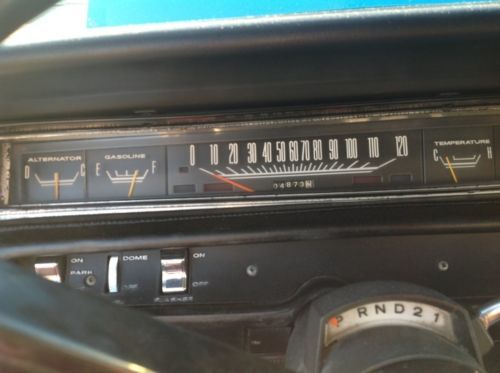 ALTERNATOR
D C
GASOLINE
E F
0 10 20 30 40 50 60 70 80 90 100 110 120
TEMPERATURE
C H
ON
PARK
DOME
ON
OFF
P R N D 2 1